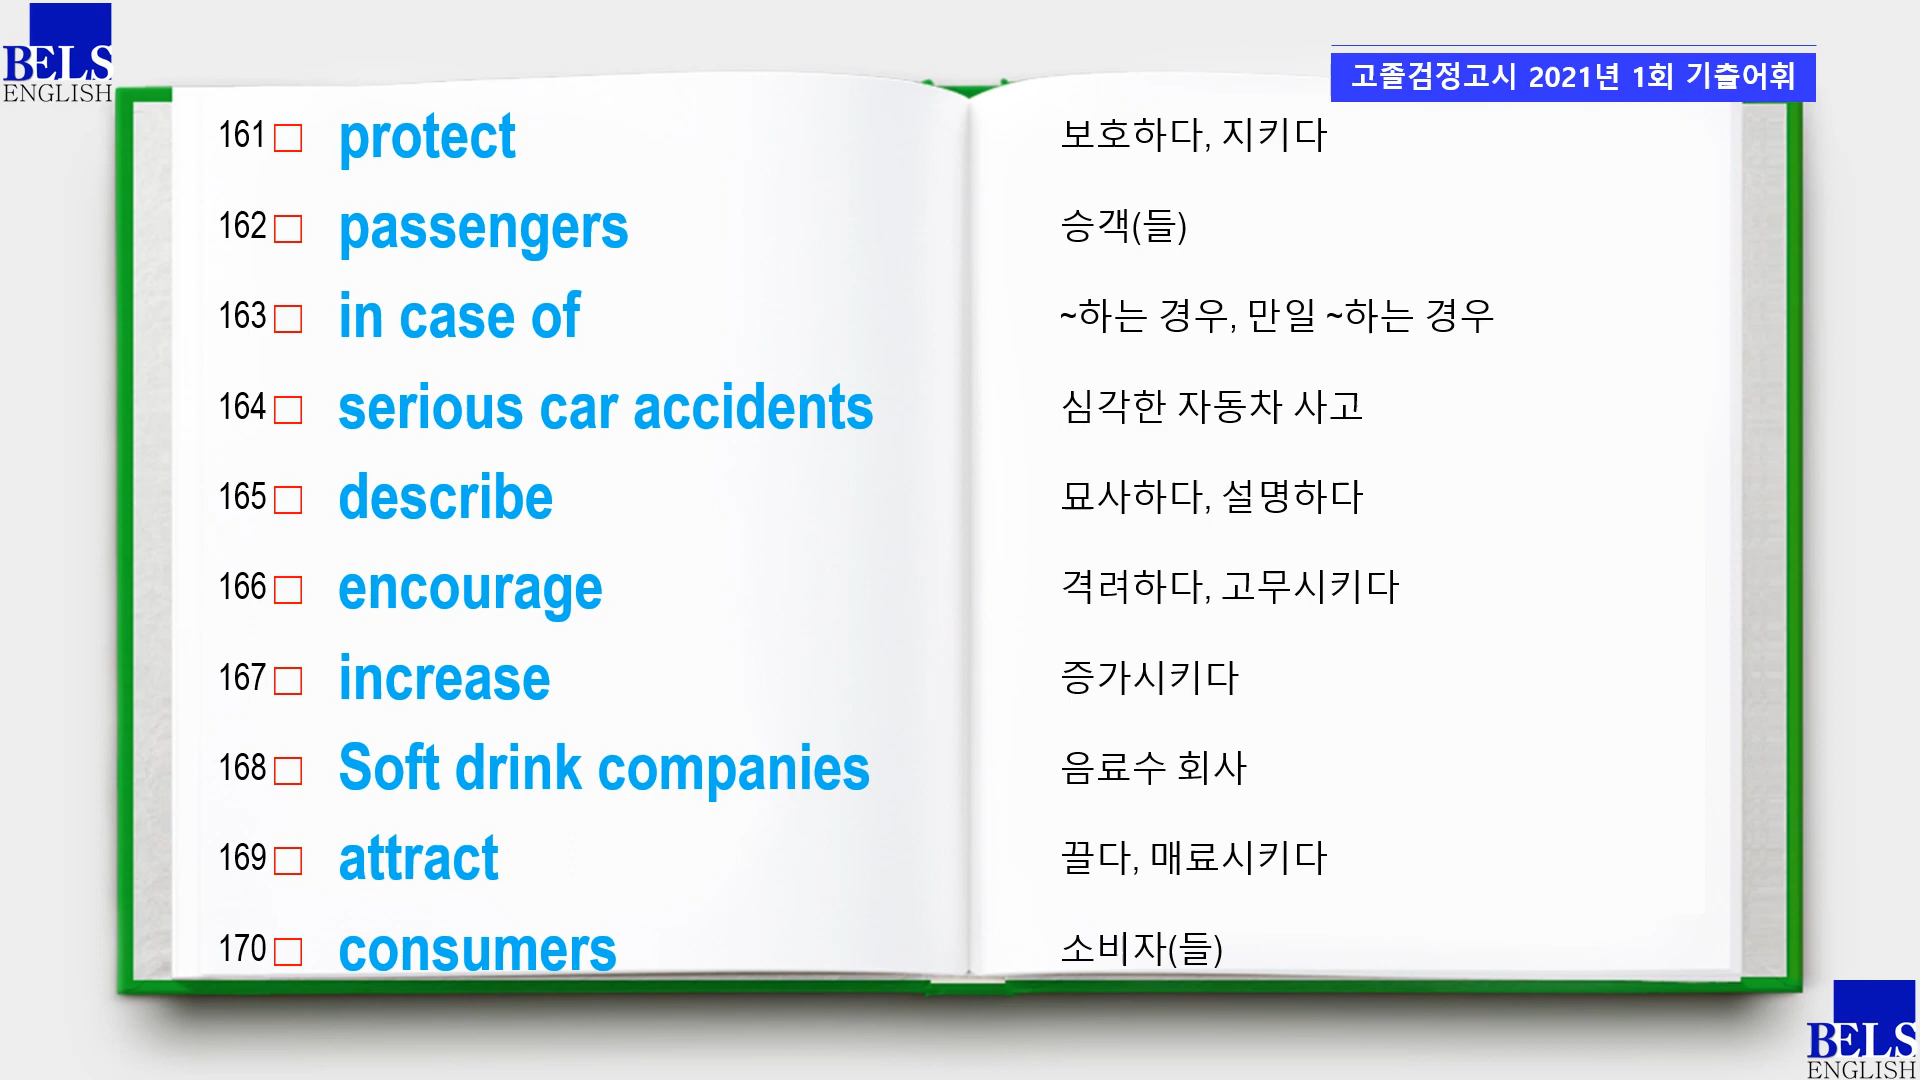 BELS
ENGLISH
고졸검정고시 2021년 1회 기출어휘
161 □ protect 보호하다, 지키다
162 □ passengers 승객(들)
163 □ in case of ~하는 경우, 만일 ~하는 경우
164 □ serious car accidents 심각한 자동차 사고
165 □ describe 묘사하다, 설명하다
166 □ encourage 격려하다, 고무시키다
167 □ increase 증가시키다
168 □ Soft drink companies 음료수 회사
169 □ attract 끌다, 매료시키다
170 □ consumers 소비자(들)
BELS
ENGLISH